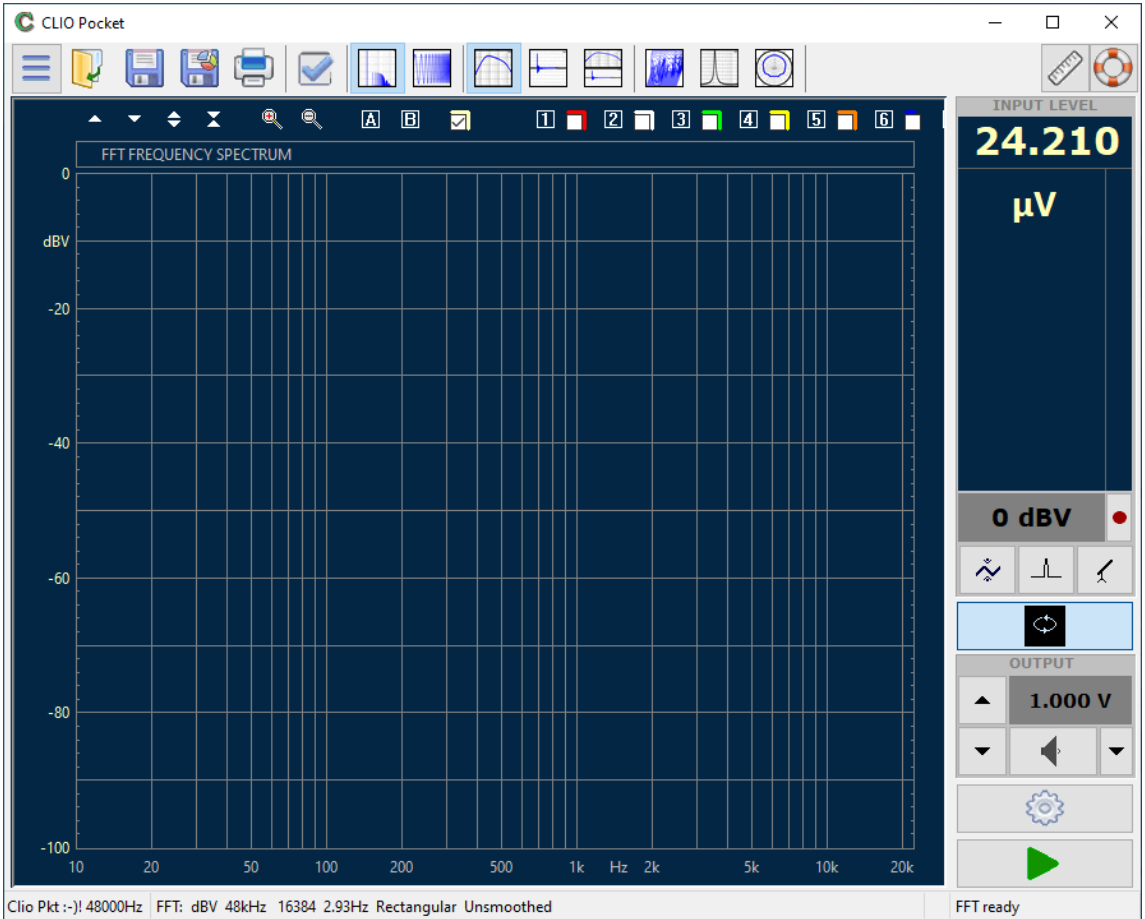 CLIO Pocket
A B 1 2 3 4 5 6
INPUT LEVEL
24.210
µV
FFT FREQUENCY SPECTRUM
0
dBV
-20
-40
-60
-80
-100
10 20 50 100 200 500 1k Hz 2k 5k 10k 20k
0 dBV
OUTPUT
1.000 V
Clio Pkt :-)! 48000Hz FFT: dBV 48kHz 16384 2.93Hz Rectangular Unsmoothed FFT ready